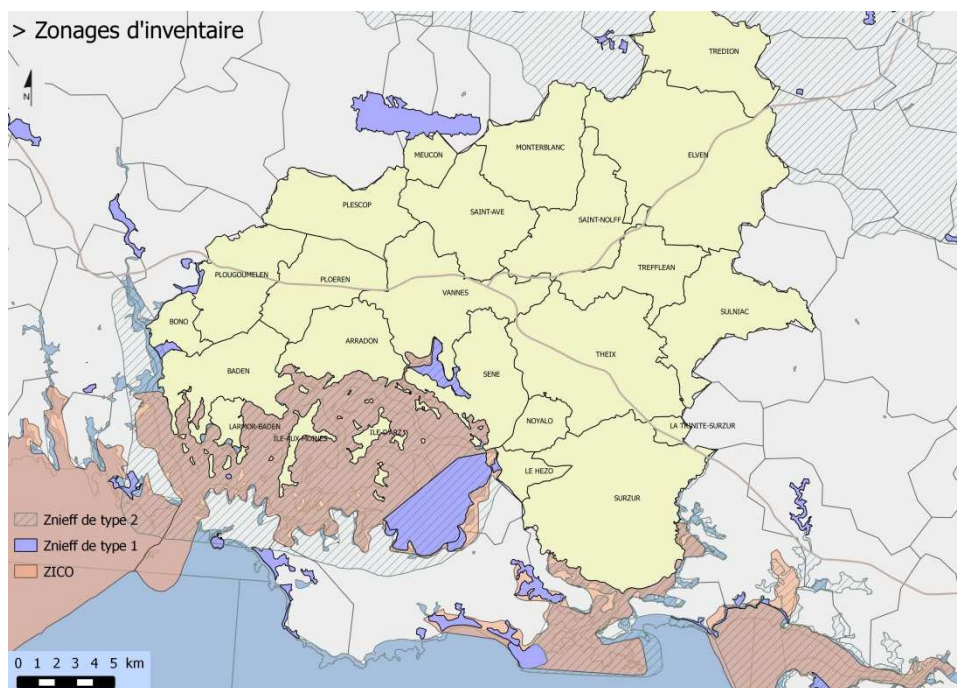 > Zonages d'inventaire
N
TREDION
MONTERBLANC
MEUCON
ELVEN
PLESCOP
SAINT-AVE
SAINT-NOLFF
PLOUGOUMELEN
PLOEREN
TREFFLEAN
VANNES
SULNIAC
BONO
ARRADON
THEIX
BADEN
SENE
LARMOR-BADEN
ILE-AUX-MOINES
ILE-D'ARZ
NOYALO
LA TRINITE-SURZUR
LE HEZO
SURZUR
Znieff de type 2
Znieff de type 1
ZICO
0 1 2 3 4 5 km